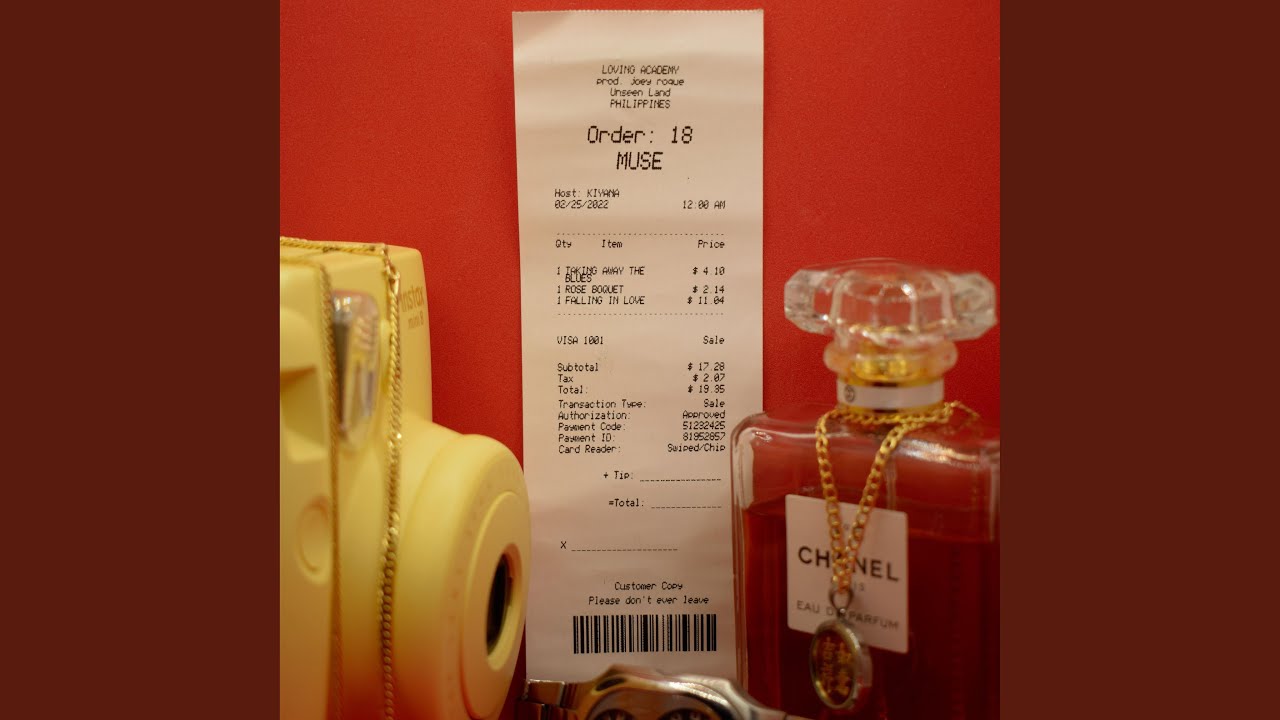 LOVING ACADEMY
prod. joey roque
Unseen Land
PHILIPPINES
Order: 18
MUSE
Host: KIYANA
02/25/2022 12:00 AM
Qty Item Price
1 TAKING AWAY THE BLUES $ 4.10
1 ROSE BOQUET $ 2.14
1 FALLING IN LOVE $ 11.04
VISA 1001 Sale
Subtotal $ 17.28
Tax $ 2.07
Total: $ 19.35
Transaction Type: Sale
Authorization: Approved
Payment Code: 51232425
Payment ID: 81952857
Card Reader: Swiped/Chip
+ Tip: _______________
=Total: _____________
X ___________________
Customer Copy
Please don't ever leave
instax
mini 8
CHANEL
EAU DE PARFUM